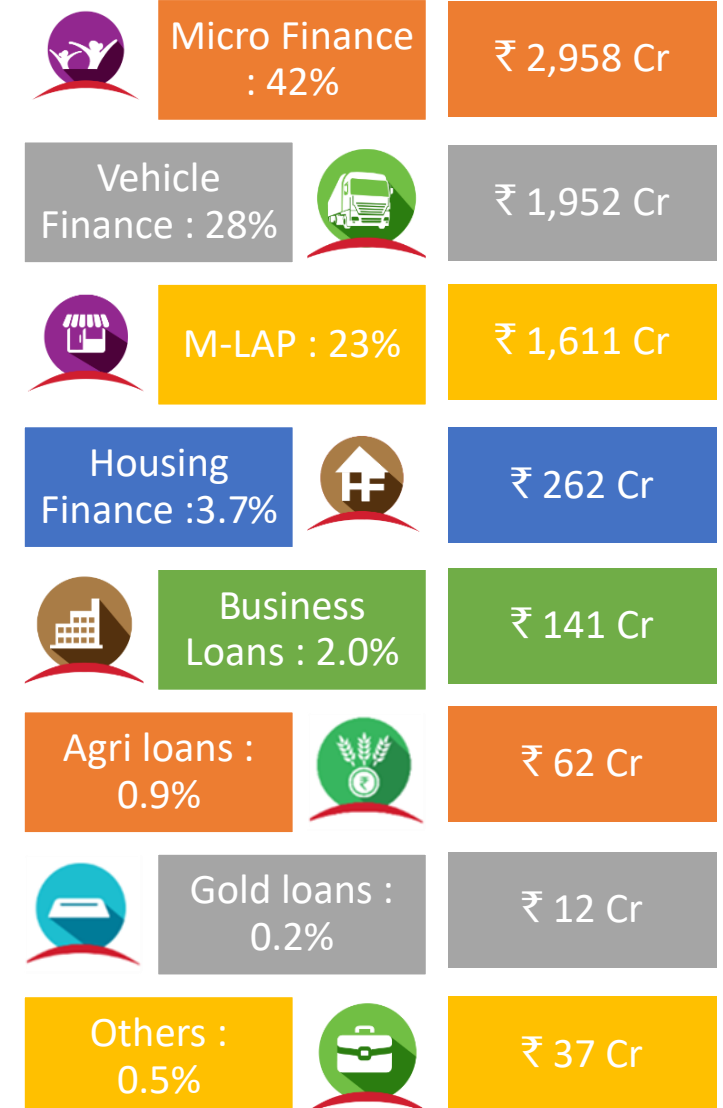 Micro Finance
: 42%
₹ 2,958 Cr
Vehicle
Finance : 28%
₹ 1,952 Cr
M-LAP : 23%
₹ 1,611 Cr
Housing
Finance :3.7%
HF
₹ 262 Cr
Business
Loans : 2.0%
₹ 141 Cr
Agri loans :
0.9%
₹
₹ 62 Cr
Gold loans :
0.2%
₹ 12 Cr
Others :
0.5%
₹ 37 Cr